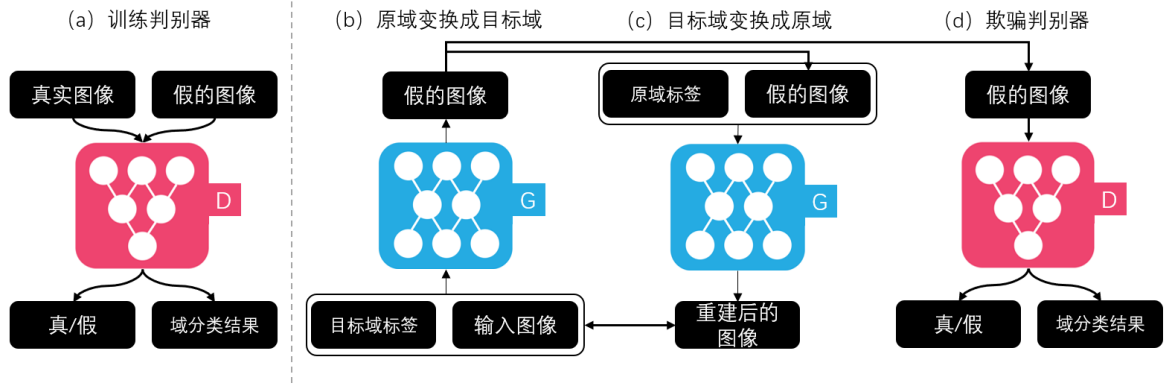 (a) 训练判别器
(b) 原域变换成目标域
(c) 目标域变换成原域
(d) 欺骗判别器
真实图像
假的图像
D
真/假
域分类结果
假的图像
G
目标域标签
输入图像
原域标签
假的图像
G
重建后的
图像
假的图像
D
真/假
域分类结果